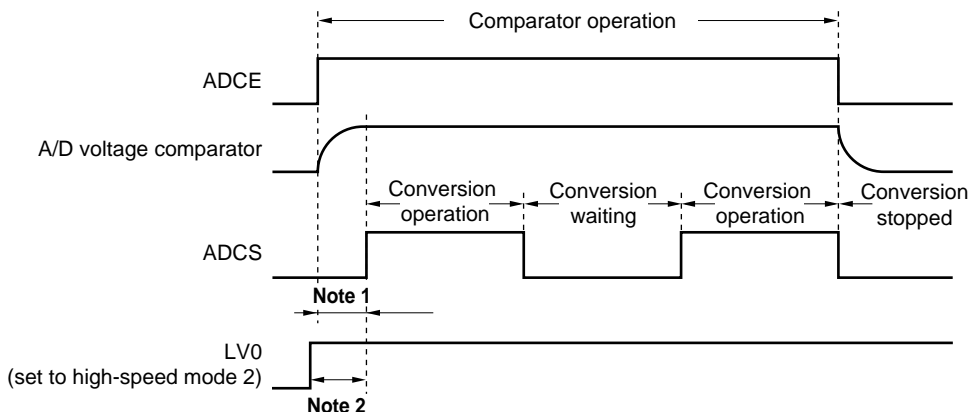 Comparator operation
ADCE
A/D voltage comparator
Conversion operation
Conversion waiting
Conversion operation
Conversion stopped
ADCS
Note 1
LV0
(set to high-speed mode 2)
Note 2